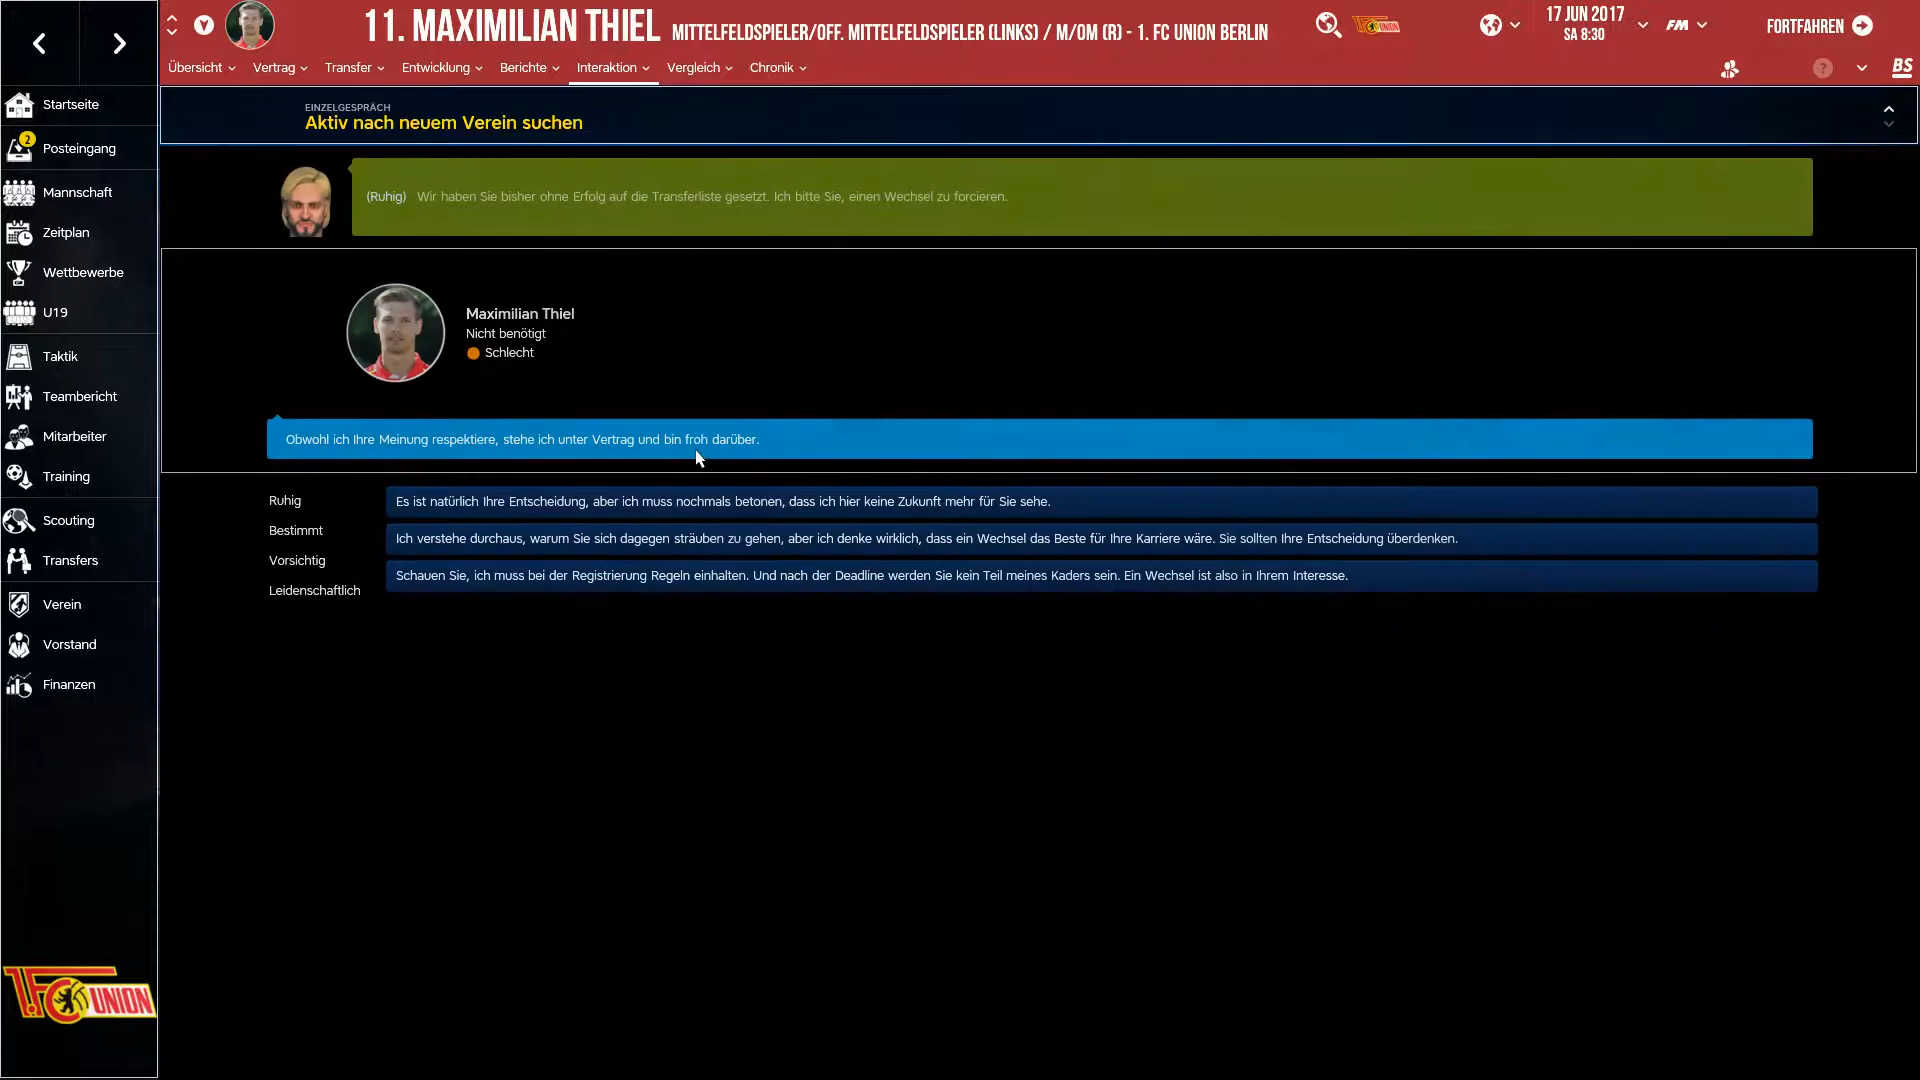 11. MAXIMILIAN THIEL MITTELFELDSPIELER/OFF. MITTELFELDSPIELER (LINKS) / M/OM (R) - 1. FC UNION BERLIN
UNION
17 JUN 2017
SA 8:30
FM
FORTFAHREN
Übersicht
Vertrag
Transfer
Entwicklung
Berichte
Interaktion
Vergleich
Chronik
?
BS
Startseite
2
Posteingang
Mannschaft
Zeitplan
Wettbewerbe
U19
Taktik
Teambericht
Mitarbeiter
Training
Scouting
Transfers
Verein
Vorstand
Finanzen
1.FC UNION
EINZELGESPRÄCH
Aktiv nach neuem Verein suchen
(Ruhig) Wir haben Sie bisher ohne Erfolg auf die Transferliste gesetzt. Ich bitte Sie, einen Wechsel zu forcieren.
Maximilian Thiel
Nicht benötigt
Schlecht
Obwohl ich Ihre Meinung respektiere, stehe ich unter Vertrag und bin froh darüber.
Ruhig
Bestimmt
Vorsichtig
Leidenschaftlich
Es ist natürlich Ihre Entscheidung, aber ich muss nochmals betonen, dass ich hier keine Zukunft mehr für Sie sehe.
Ich verstehe durchaus, warum Sie sich dagegen sträuben zu gehen, aber ich denke wirklich, dass ein Wechsel das Beste für Ihre Karriere wäre. Sie sollten Ihre Entscheidung überdenken.
Schauen Sie, ich muss bei der Registrierung Regeln einhalten. Und nach der Deadline werden Sie kein Teil meines Kaders sein. Ein Wechsel ist also in Ihrem Interesse.